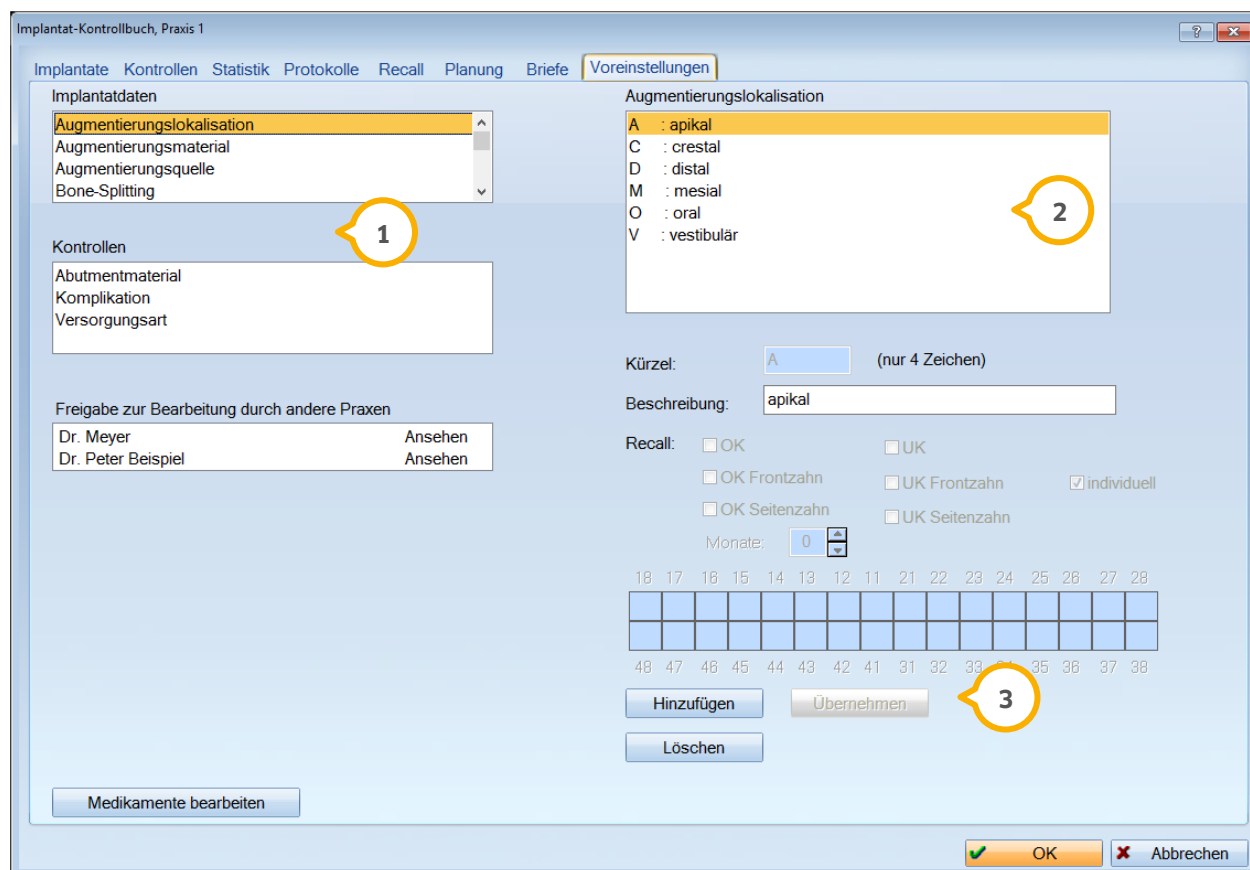 Implantat-Kontrollbuch, Praxis 1
?
Implantate Kontrollen Statistik Protokolle Recall Planung Briefe Voreinstellungen
Implantatdaten
Augmentierungslokalisation
Augmentierungsmaterial
Augmentierungsquelle
Bone-Splitting
1
Kontrollen
Abutmentmaterial
Komplikation
Versorgungsart
Freigabe zur Bearbeitung durch andere Praxen
Dr. Meyer Ansehen
Dr. Peter Beispiel Ansehen
Medikamente bearbeiten
Augmentierungslokalisation
A : apikal
C : crestal
D : distal
M : mesial
O : oral
V : vestibulär
2
Kürzel: A (nur 4 Zeichen)
Beschreibung: apikal
Recall: OK UK
OK Frontzahn UK Frontzahn individuell
OK Seitenzahn UK Seitenzahn
Monate: 0
18 17 16 15 14 13 12 11 21 22 23 24 25 26 27 28
48 47 46 45 44 43 42 41 31 32 33 35 36 37 38
Hinzufügen Übernehmen 3
Löschen
OK Abbrechen